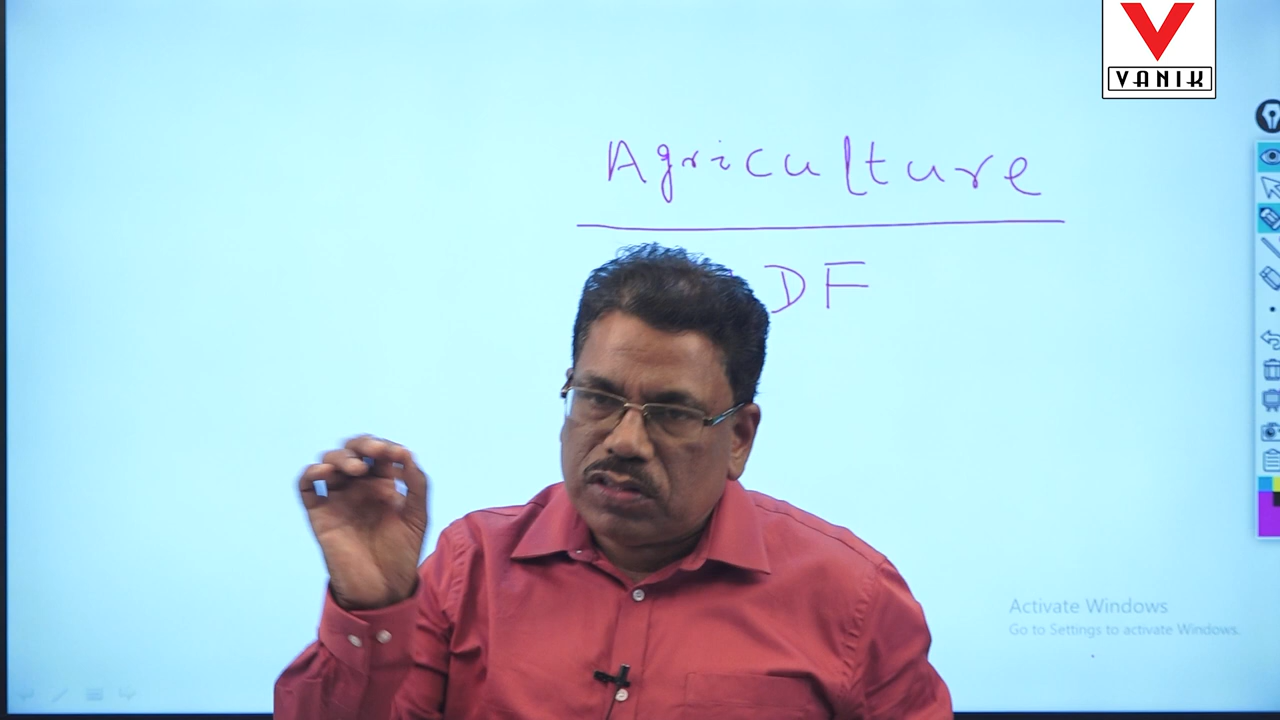 VANIK
Agriculture
DF
Activate Windows
Go to Settings to activate Windows.